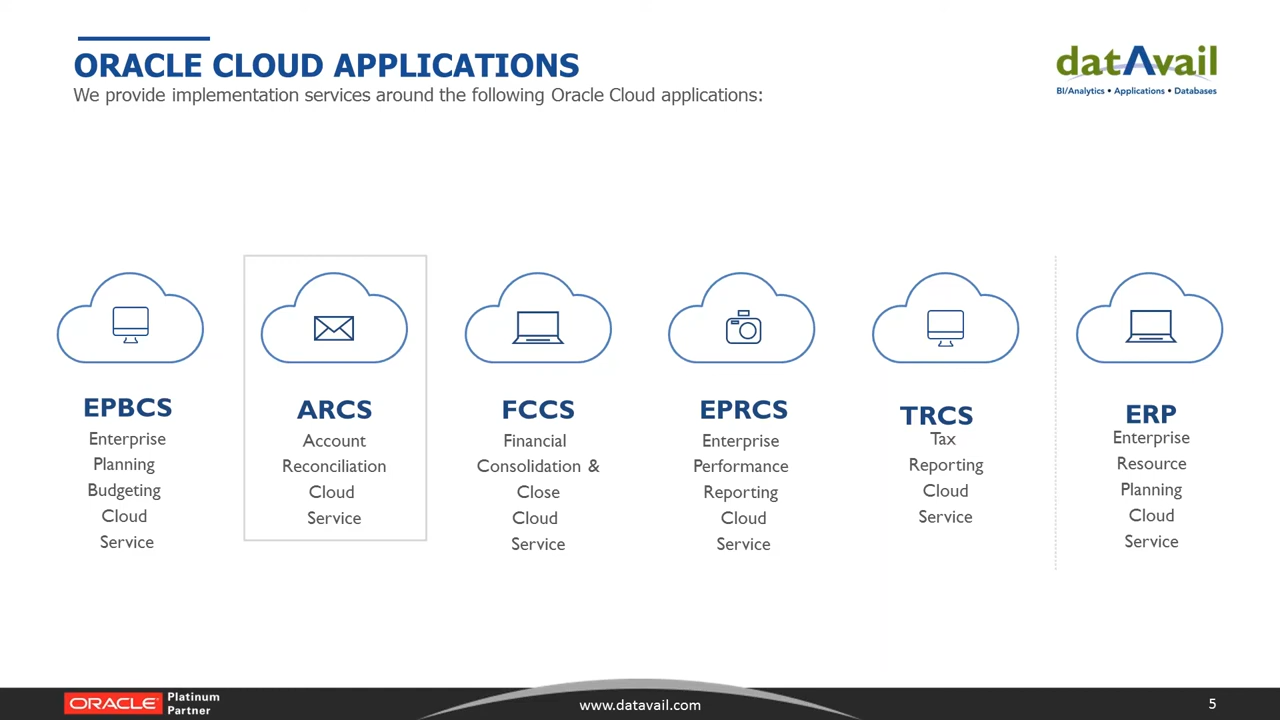 ORACLE CLOUD APPLICATIONS
We provide implementation services around the following Oracle Cloud applications:
datAvail
BI/Analytics • Applications • Databases
EPBCS
Enterprise
Planning
Budgeting
Cloud
Service
ARCS
Account
Reconciliation
Cloud
Service
FCCS
Financial
Consolidation &
Close
Cloud
Service
EPRCS
Enterprise
Performance
Reporting
Cloud
Service
TRCS
Tax
Reporting
Cloud
Service
ERP
Enterprise
Resource
Planning
Cloud
Service
ORACLE
Platinum
Partner
www.datavail.com
5